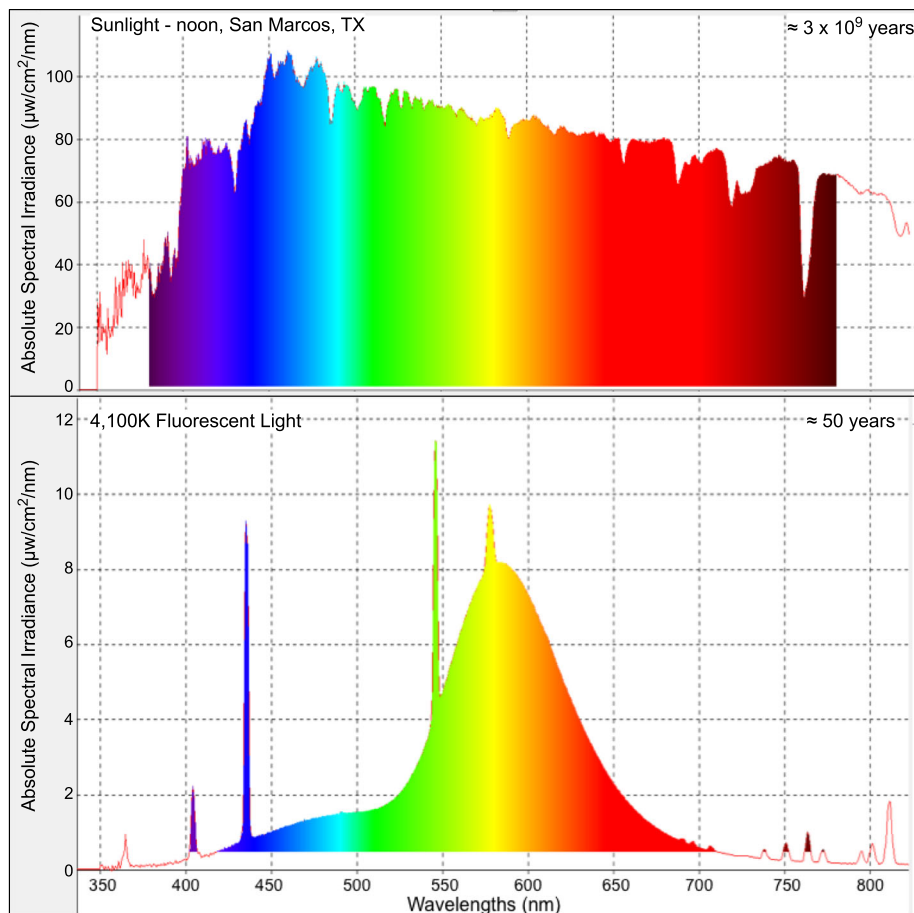 Sunlight - noon, San Marcos, TX
≈ 3 x 10⁹ years
Absolute Spectral Irradiance (µw/cm²/nm)
100
80
60
40
20
0
4,100K Fluorescent Light
≈ 50 years
Absolute Spectral Irradiance (µw/cm²/nm)
12
10
8
6
4
2
0
350 400 450 500 550 600 650 700 750 800
Wavelengths (nm)